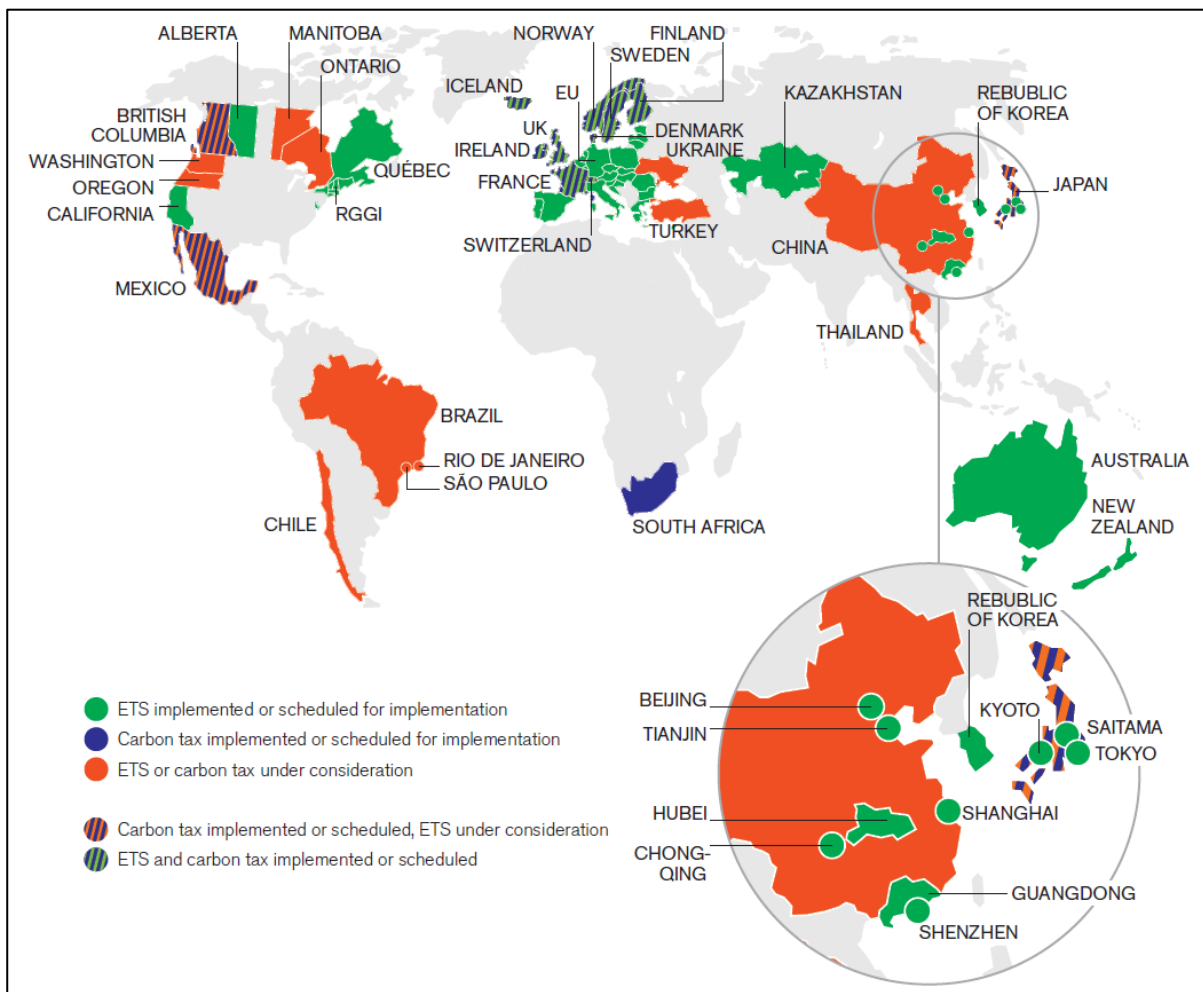 ALBERTA
MANITOBA
ONTARIO
NORWAY
FINLAND
SWEDEN
ICELAND
EU
KAZAKHSTAN
REBUBLIC
OF KOREA
BRITISH
COLUMBIA
UK
DENMARK
WASHINGTON
IRELAND
UKRAINE
QUÉBEC
OREGON
FRANCE
JAPAN
CALIFORNIA
RGGI
SWITZERLAND
TURKEY
CHINA
MEXICO
THAILAND
BRAZIL
RIO DE JANEIRO
SÃO PAULO
AUSTRALIA
CHILE
SOUTH AFRICA
NEW
ZEALAND
REBUBLIC
OF KOREA
BEIJING
TIANJIN
KYOTO
SAITAMA
TOKYO
HUBEI
SHANGHAI
CHONG-
QING
GUANGDONG
SHENZHEN
ETS implemented or scheduled for implementation
Carbon tax implemented or scheduled for implementation
ETS or carbon tax under consideration
Carbon tax implemented or scheduled, ETS under consideration
ETS and carbon tax implemented or scheduled